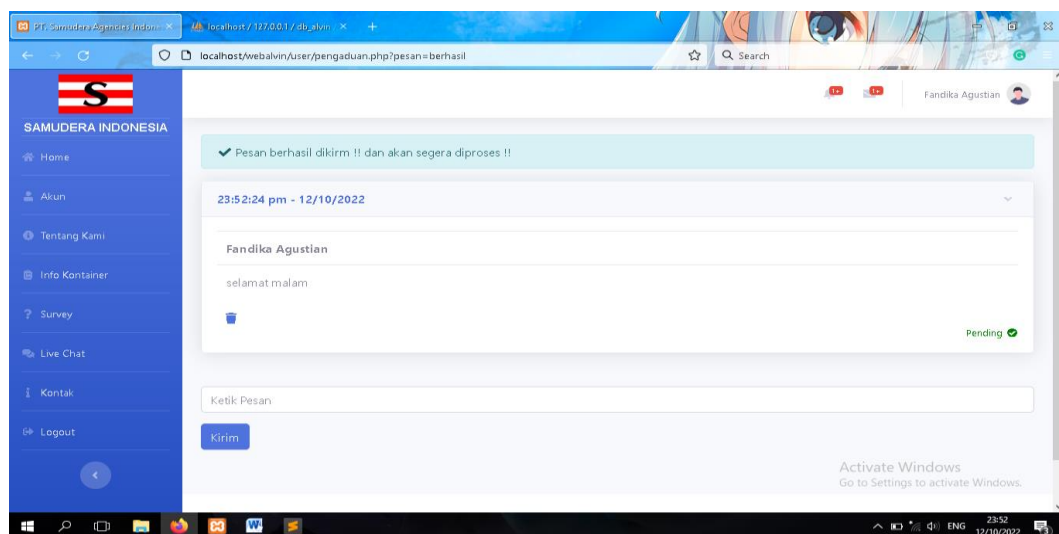 PT. Samudera Agencies Indon
localhost / 127.0.0.1 / db_alvin
localhost/webalvin/user/pengaduan.php?pesan=berhasil
Search
S
SAMUDERA INDONESIA
Home
Akun
Tentang Kami
Info Kontainer
Survey
Live Chat
Kontak
Logout
1+
1+
Fandika Agustian
Pesan berhasil dikirm !! dan akan segera diproses !!
23:52:24 pm - 12/10/2022
Fandika Agustian
selamat malam
Pending
Ketik Pesan
Kirim
Activate Windows
Go to Settings to activate Windows.
ENG
23:52
12/10/2022